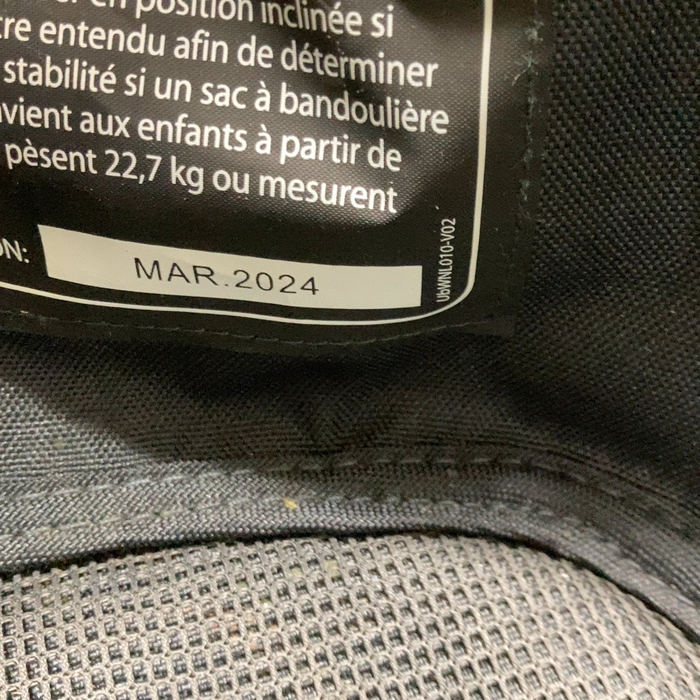 en position inclinée si
tre entendu afin de déterminer
stabilité si un sac à bandoulière
nvient aux enfants à partir de
pèsent 22,7 kg ou mesurent
ON:
MAR.2024
UbWNL010-V02